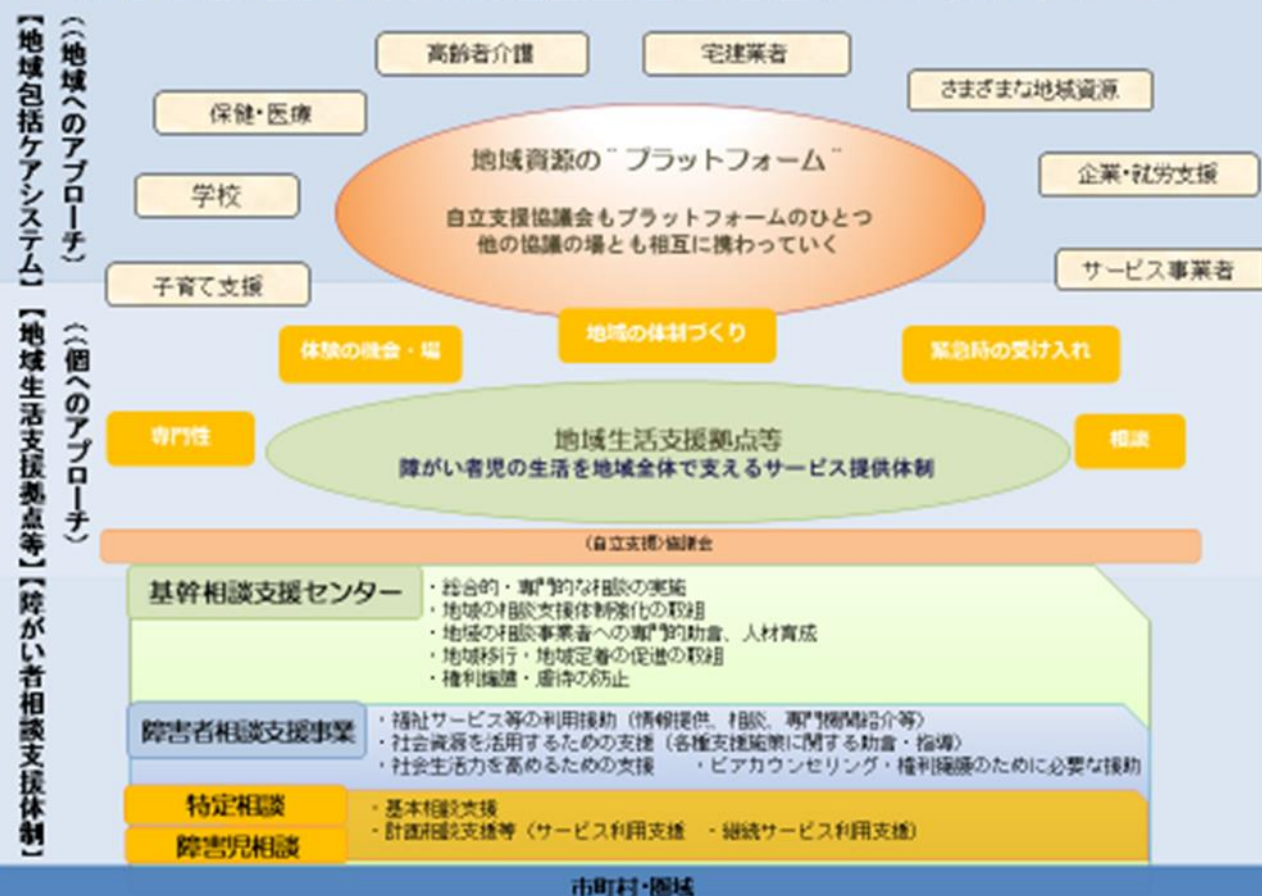 【地域包括ケアシステム】
((地域へのアプローチ)
高齢者介護
宅建業者
さまざまな地域資源
保健・医療
企業・就労支援
学校
サービス事業者
子育て支援
地域資源の¨プラットフォーム¨
自立支援協議会もプラットフォームのひとつ
他の協議の場とも相互に携わっていく
【地域生活支援拠点等】
((個へのアプローチ)
体験の機会・場
地域の体制づくり
緊急時の受け入れ
専門性
相談
地域生活支援拠点等
障がい者児の生活を地域全体で支えるサービス提供体制
(自立支援)協議会
【障がい者相談支援体制】
基幹相談支援センター
・総合的・専門的な相談の実施
・地域の相談支援体制強化の取組
・地域の相談事業者への専門的助言、人材育成
・地域移行・地域定着の促進の取組
・権利擁護・虐待の防止
障害者相談支援事業
・福祉サービス等の利用援助（情報提供、相談、専門機関紹介等）
・社会資源を活用するための支援（各種支援施策に関する助言・指導）
・社会生活力を高めるための支援　・ピアカウンセリング・権利擁護のために必要な援助
特定相談
障害児相談
・基本相談支援
・計画相談支援等（サービス利用支援　・継続サービス利用支援）
市町村・圏域